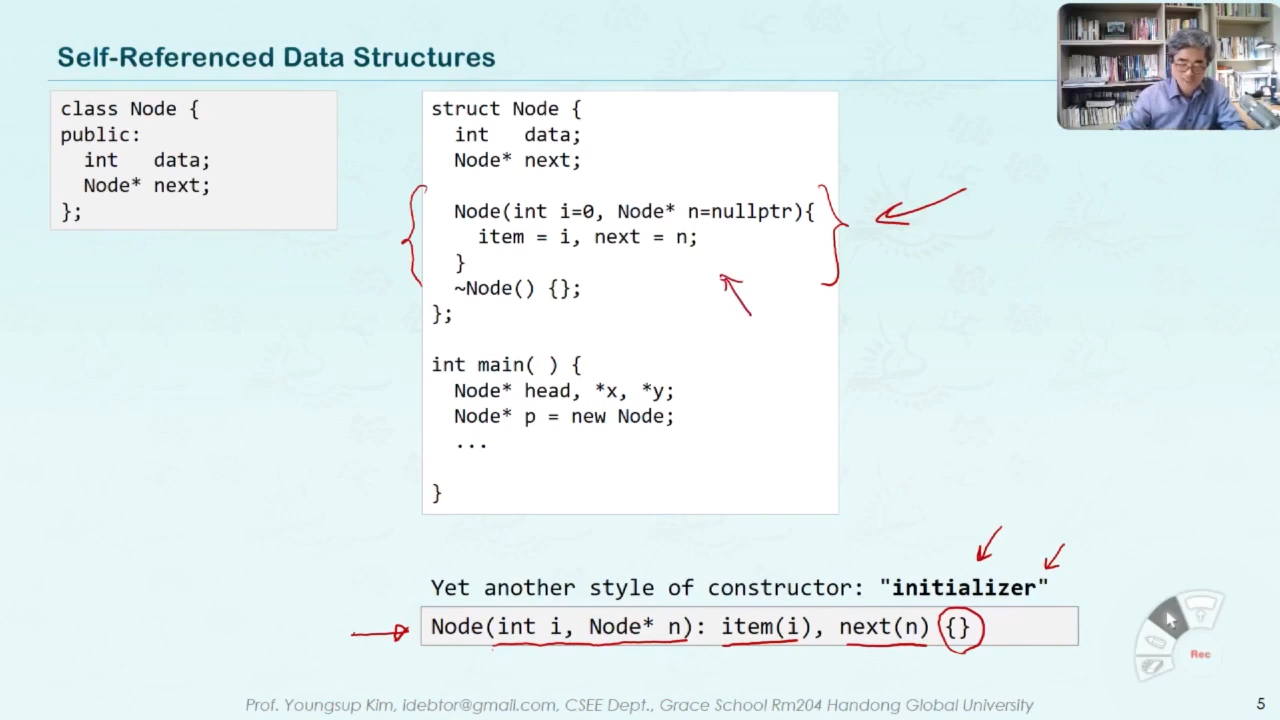 Self-Referenced Data Structures
class Node {
public:
  int   data;
  Node* next;
};
struct Node {
  int   data;
  Node* next;

  Node(int i=0, Node* n=nullptr){
    item = i, next = n;
  }
  ~Node() {};
};

int main( ) {
  Node* head, *x, *y;
  Node* p = new Node;
  ...

}
Yet another style of constructor: "initializer"
Node(int i, Node* n): item(i), next(n) {}
Rec
Prof. Youngsup Kim, idebtor@gmail.com, CSEE Dept., Grace School Rm204 Handong Global University
5